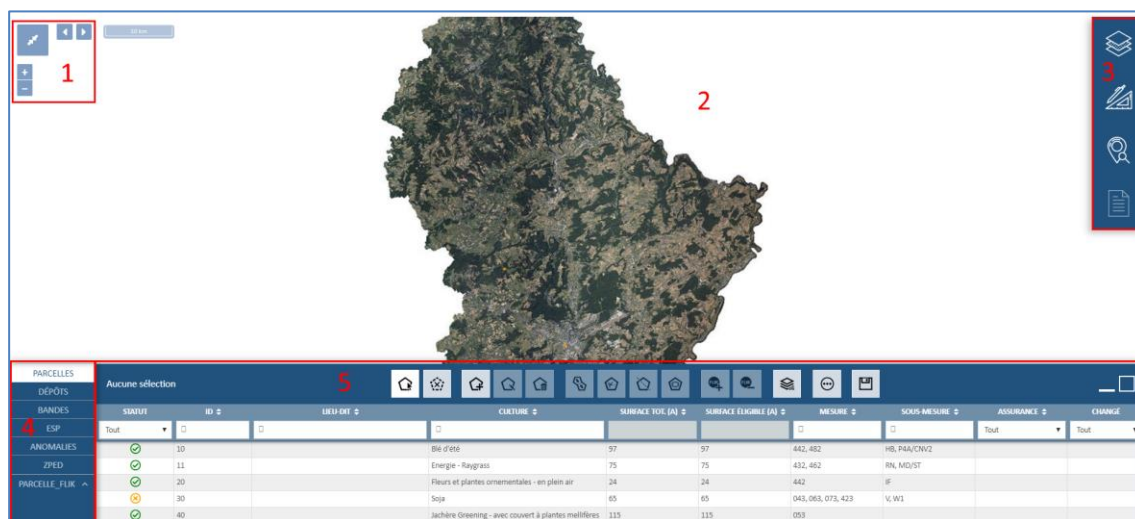 1
+
−
2
3
PARCELLES
DÉPÔTS
BANDES
4
ESP
ANOMALIES
ZPED
PARCELLE_FLIK
Aucune sélection
5
STATUT ID LIEU-DIT CULTURE SURFACE TOT. (A) SURFACE ÉLIGIBLE (A) MESURE SOUS-MESURE ASSURANCE CHANGÉ
Tout Tout Tout
10 Blé d'été 97 97 442, 482 HB, P4A/CNV2
11 Energie - Raygrass 75 75 432, 462 RN, MD/ST
20 Fleurs et plantes ornementales - en plein air 24 24 442 IF
30 Soja 65 65 043, 063, 073, 423 V, W1
40 Jachère Greening - avec couvert à plantes mellifères 115 115 053